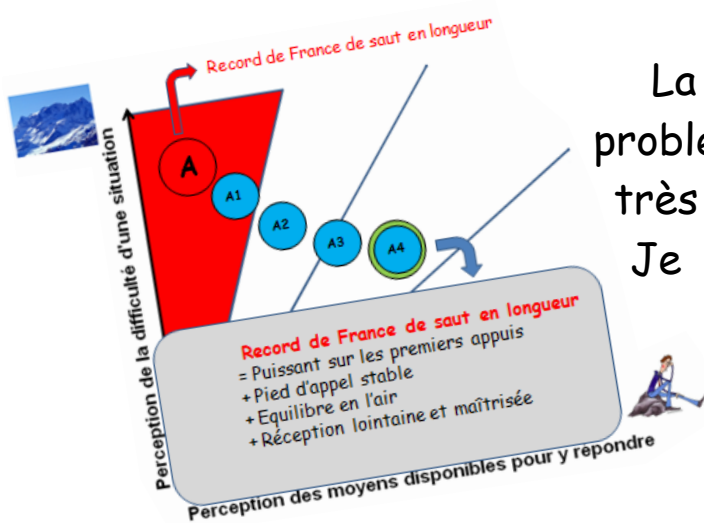 Record de France de saut en longueur
La
très
Je
A
A1
A2
A3
A4
Perception de la difficulté d'une situation
Record de France de saut en longueur
= Puissant sur les premiers appuis
+ Pied d'appel stable
+ Equilibre en l'air
+ Réception lointaine et maîtrisée
Perception des moyens disponibles pour y répondre